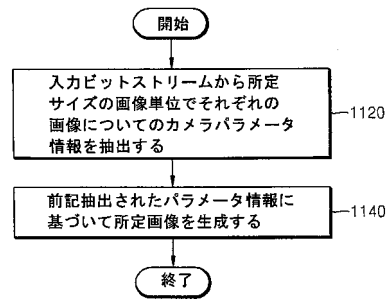 開始
入力ビットストリームから所定
サイズの画像単位でそれぞれの
画像についてのカメラパラメータ
情報を抽出する
1120
前記抽出されたパラメータ情報に
基づいて所定画像を生成する
1140
終了